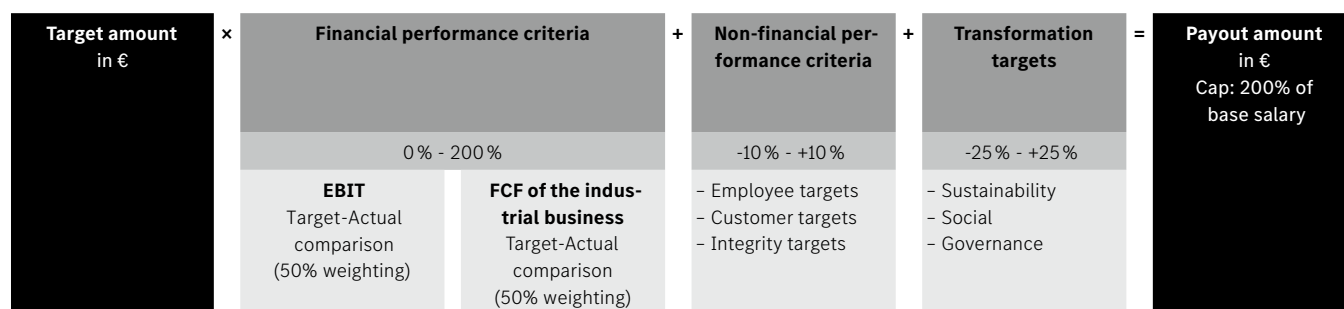 Target amount
in €
×
Financial performance criteria
+
Non-financial per-
formance criteria
+
Transformation
targets
=
Payout amount
in €
Cap: 200% of
base salary
0% - 200%
-10% - +10%
-25% - +25%
EBIT
Target-Actual
comparison
(50% weighting)
FCF of the indus-
trial business
Target-Actual
comparison
(50% weighting)
– Employee targets
– Customer targets
– Integrity targets
– Sustainability
– Social
– Governance